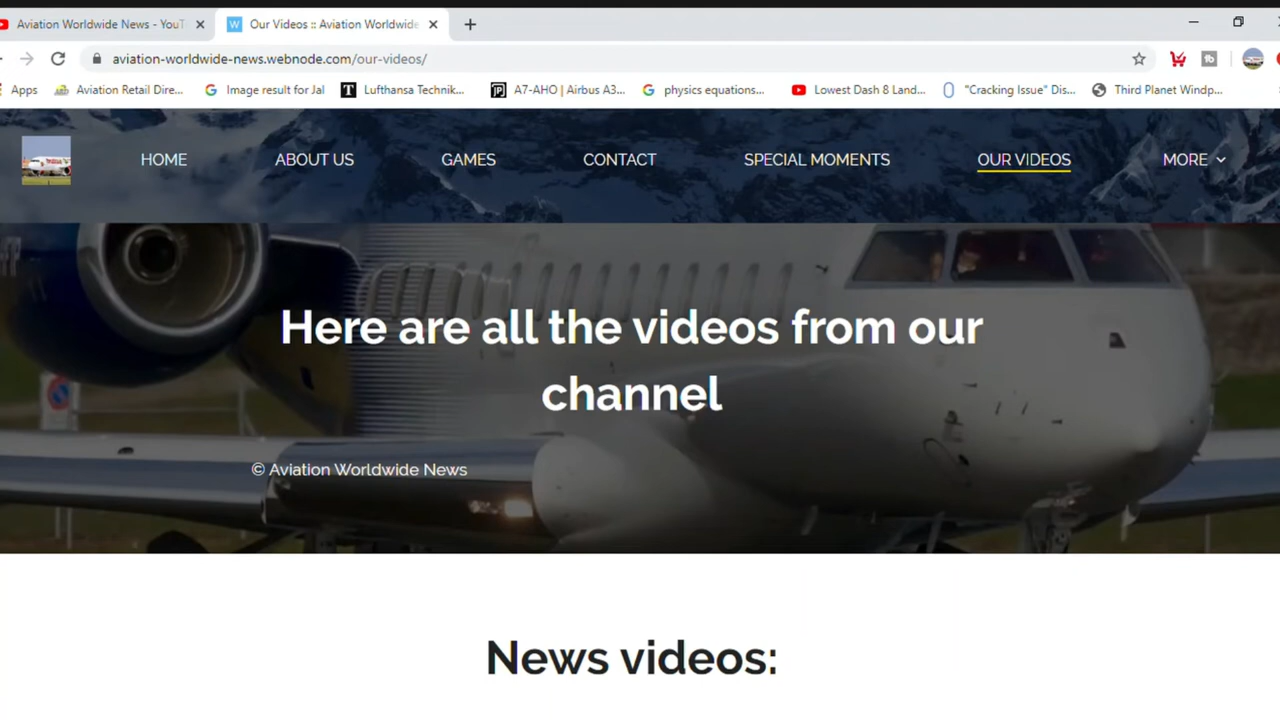 Aviation Worldwide News - YouT
Our Videos :: Aviation Worldwide
aviation-worldwide-news.webnode.com/our-videos/
Apps
Aviation Retail Dire...
Image result for Jal
Lufthansa Technik...
A7-AHO | Airbus A3...
physics equations...
Lowest Dash 8 & Land...
"Cracking Issue" Dis...
Third Planet Windp...
HOME
ABOUT US
GAMES
CONTACT
SPECIAL MOMENTS
OUR VIDEOS
MORE
Here are all the videos from our
channel
© Aviation Worldwide News
News videos: